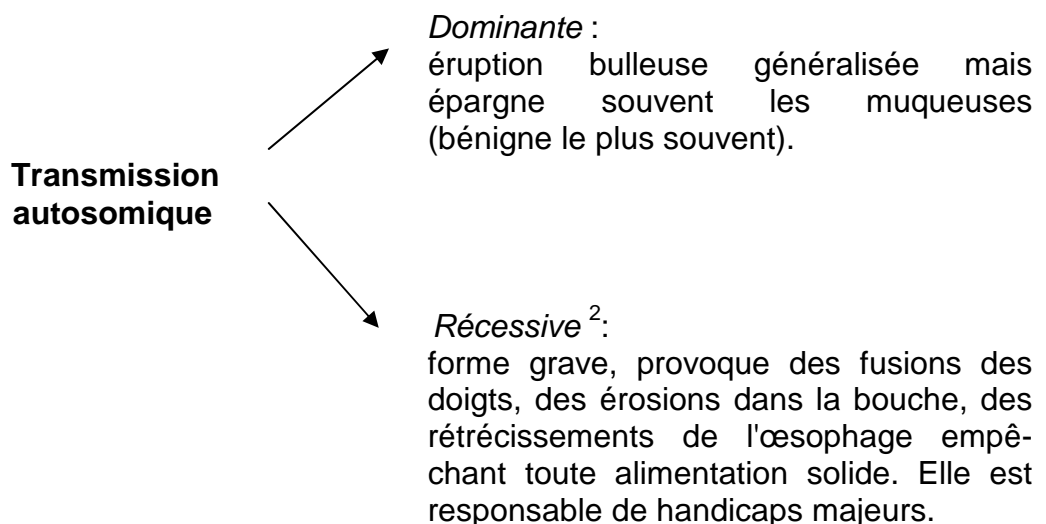 Dominante :
éruption bulleuse généralisée mais
épargne souvent les muqueuses
(bénigne le plus souvent).
Transmission
autosomique
Récessive ²:
forme grave, provoque des fusions des
doigts, des érosions dans la bouche, des
rétrécissements de l'œsophage empê-
chant toute alimentation solide. Elle est
responsable de handicaps majeurs.